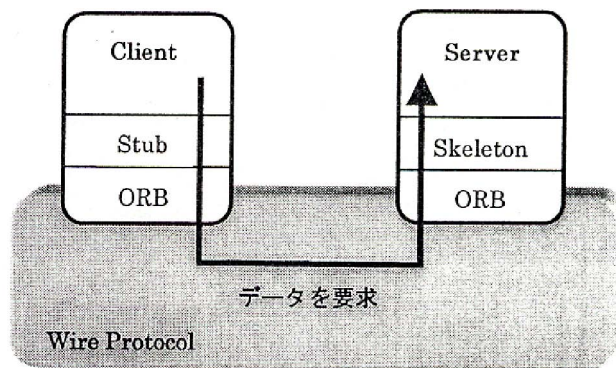 Client
Server
Stub
Skeleton
ORB
ORB
データを要求
Wire Protocol